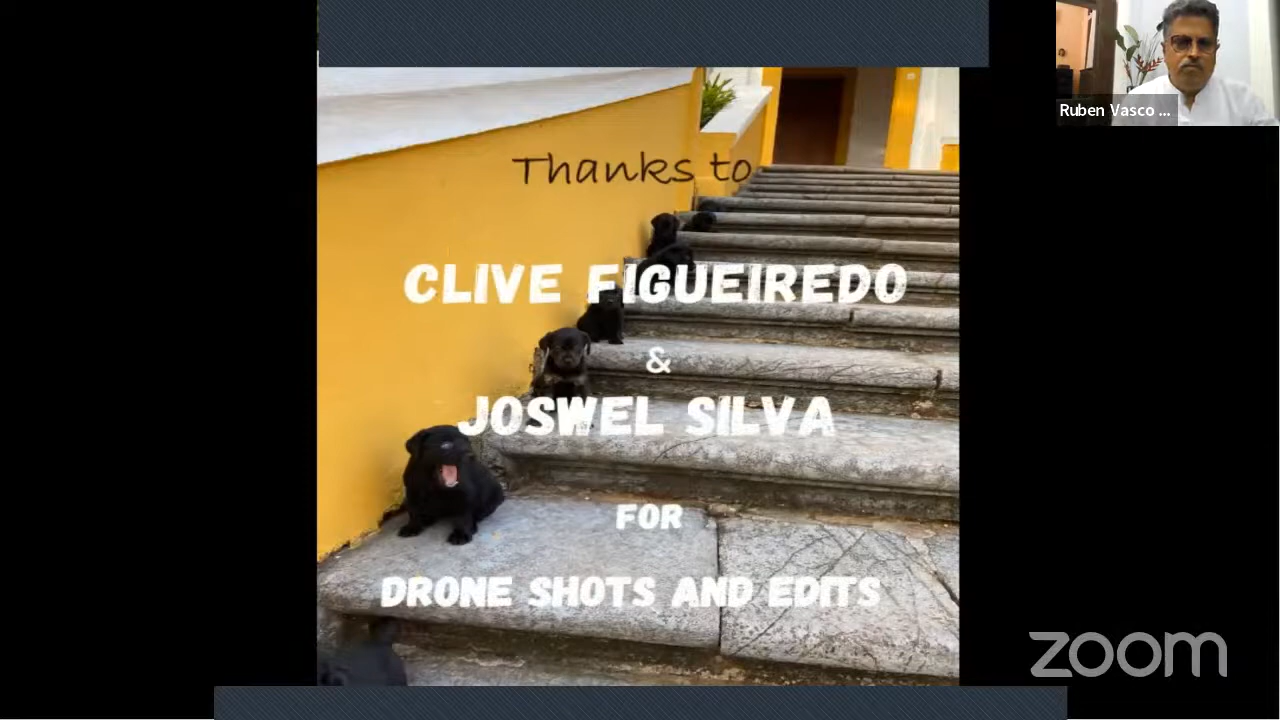 Ruben Vasco ...
Thanks to
CLIVE FIGUEIREDO
&
JOSWEL SILVA
FOR
DRONE SHOTS AND EDITS
zoom